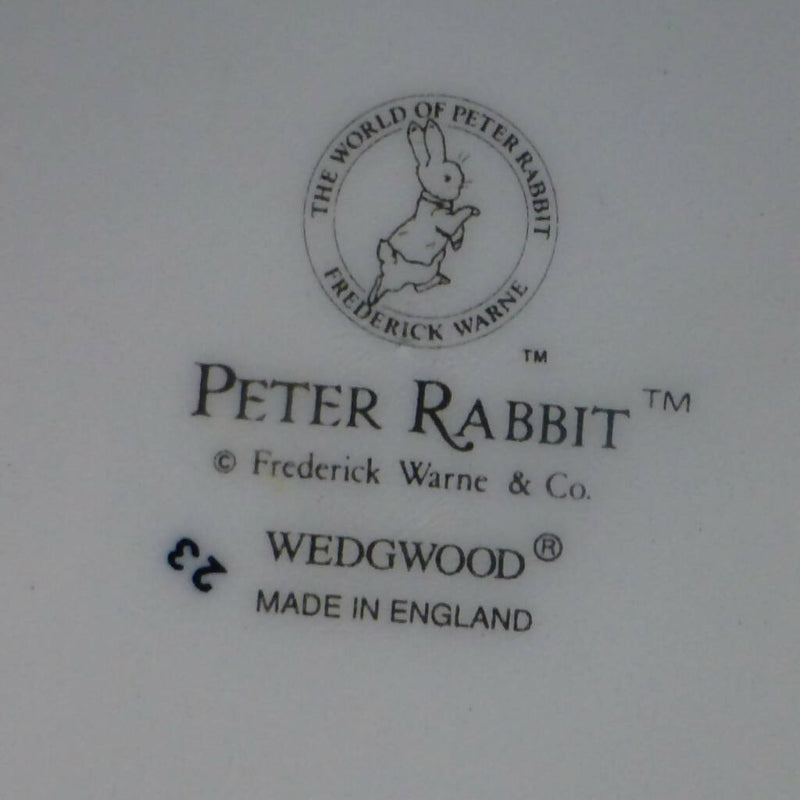 THE WORLD OF PETER RABBIT
FREDERICK WARNE
TM
PETER RABBIT™
© Frederick Warne & Co.
23
WEDGWOOD®
MADE IN ENGLAND